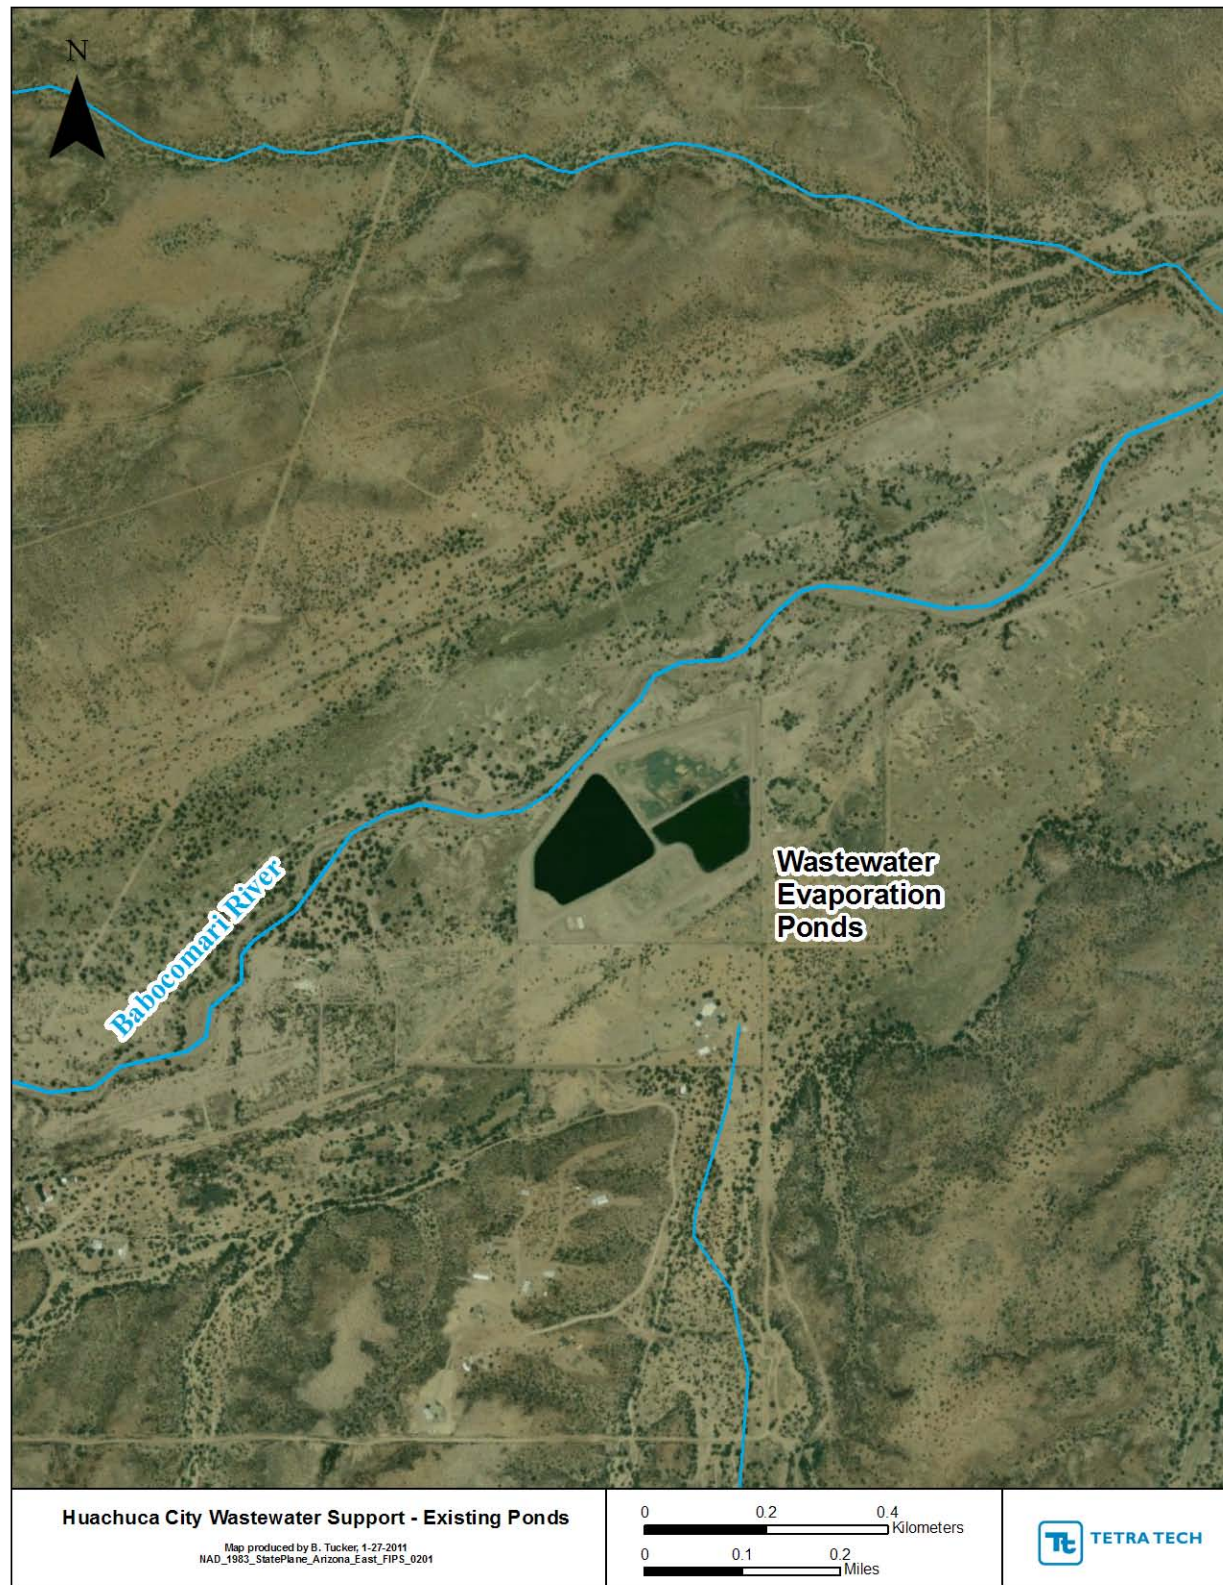 N
Wastewater
Evaporation
Ponds
Babocomari River
Huachuca City Wastewater Support - Existing Ponds
Map produced by B. Tucker, 1-27-2011
NAD_1983_StatePlane_Arizona_East_FIPS_0201
0 0.2 0.4
Kilometers
0 0.1 0.2
Miles
Tt TETRA TECH